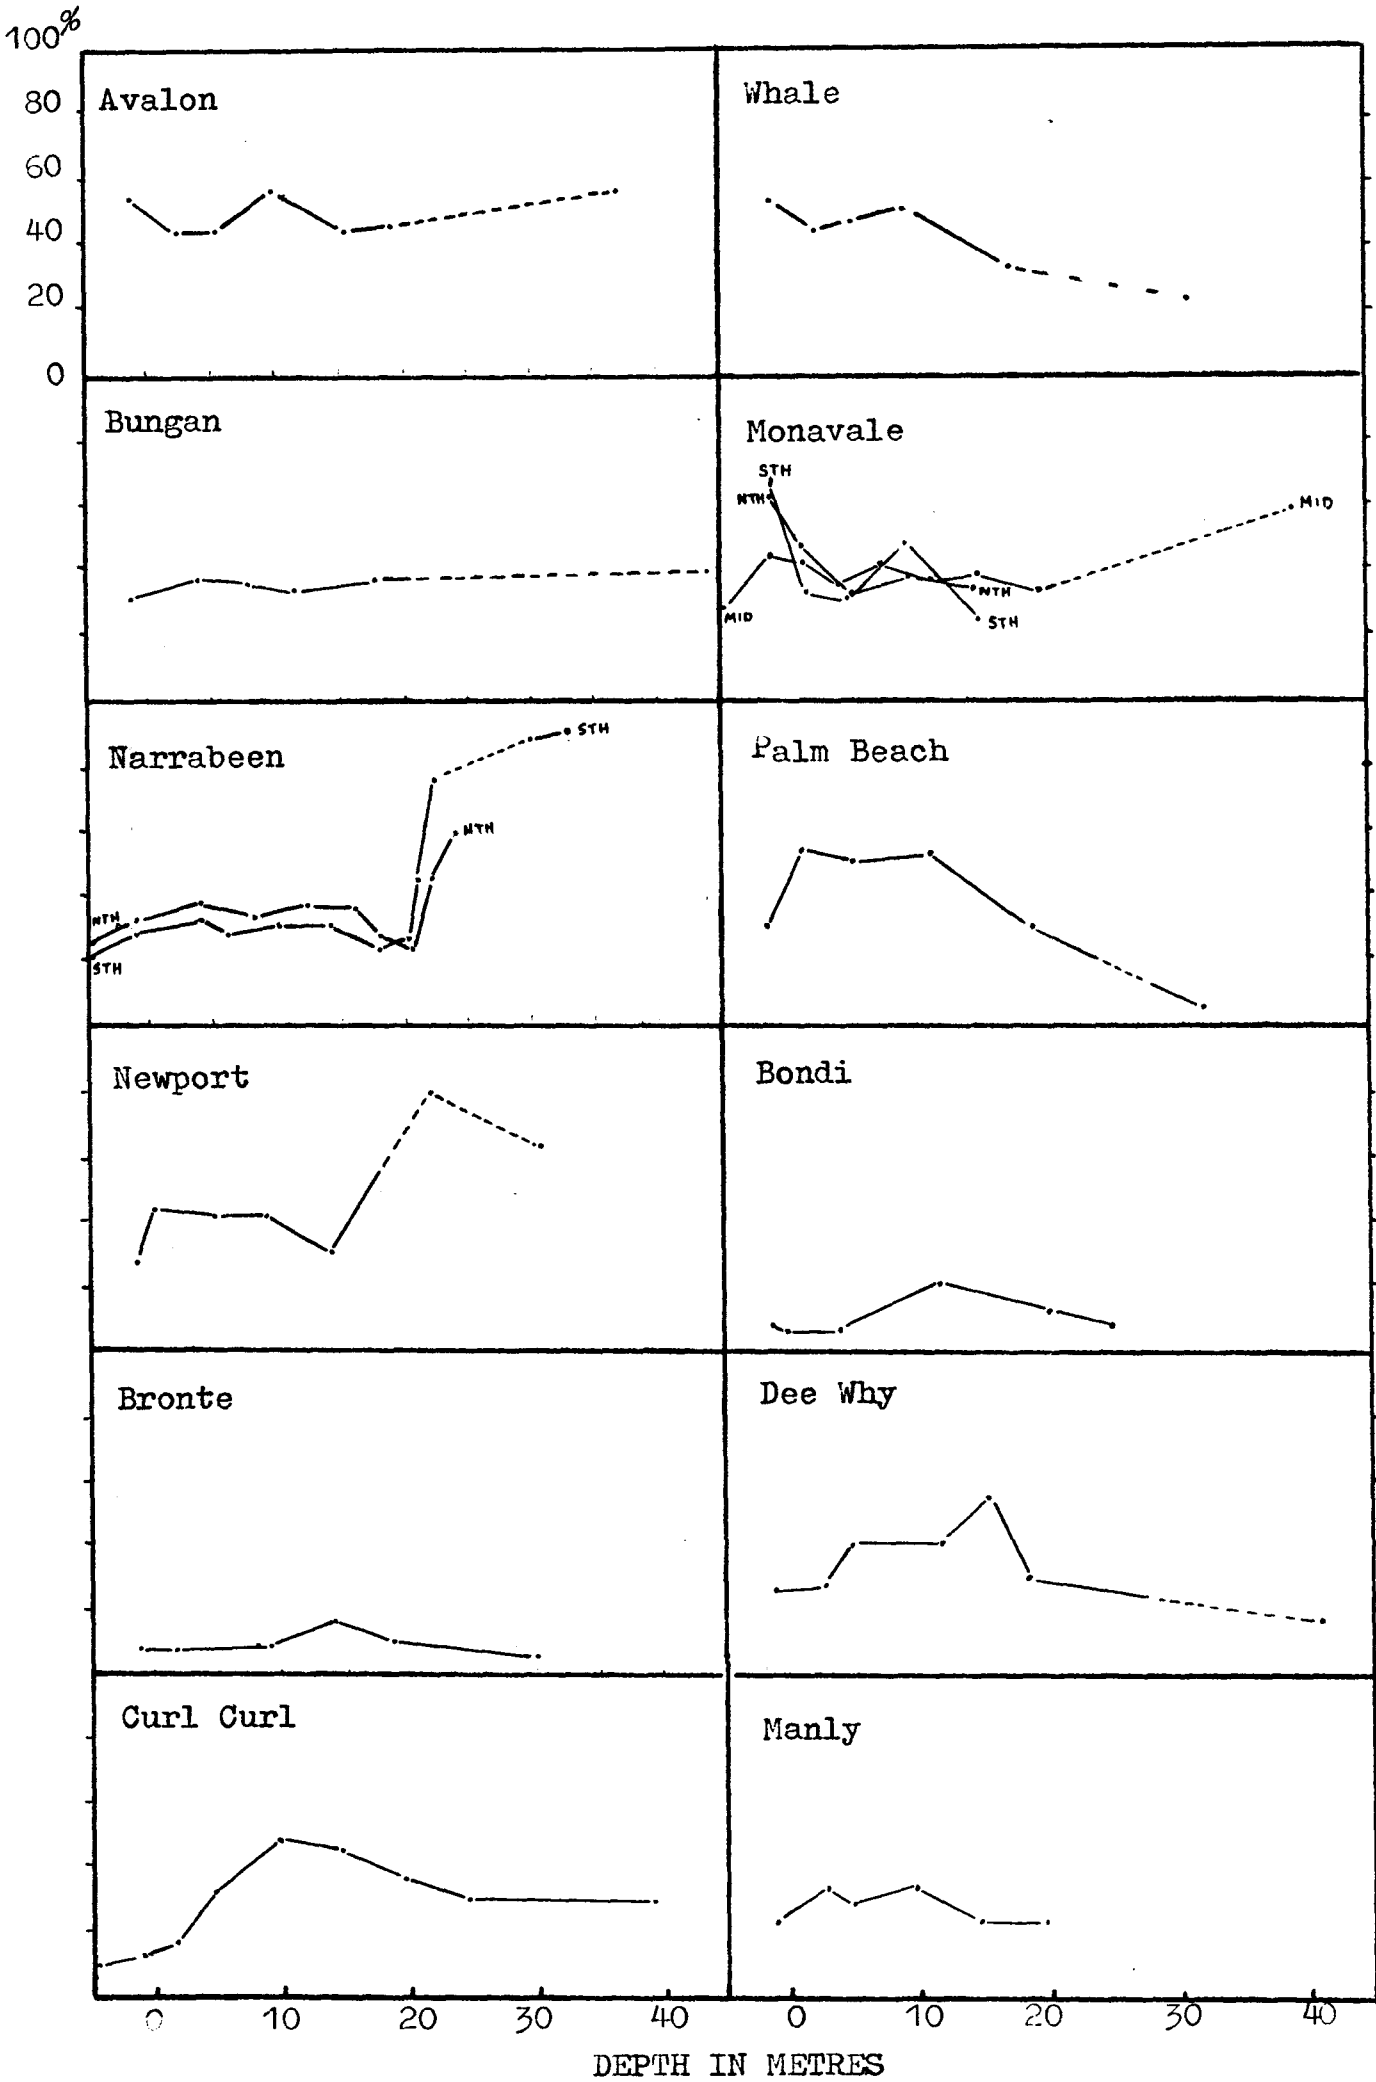 100%
80
60
40
20
0
Avalon
Whale
Bungan
Monavale
STH
NTH
MID
MID
NTH
STH
Narrabeen
STH
NTH
NTH
STH
Palm Beach
Newport
Bondi
Bronte
Dee Why
Curl Curl
Manly
0 10 20 30 40 0 10 20 30 40
DEPTH IN METRES